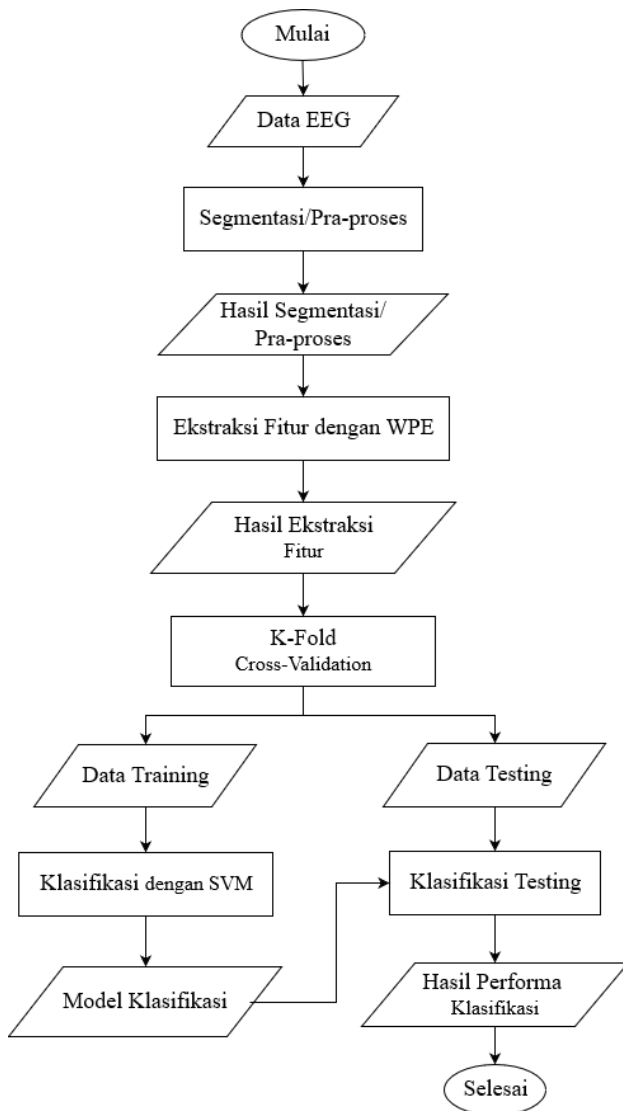 Mulai
Data EEG
Segmentasi/Pra-proses
Hasil Segmentasi/
Pra-proses
Ekstraksi Fitur dengan WPE
Hasil Ekstraksi
Fitur
K-Fold
Cross-Validation
Data Training
Data Testing
Klasifikasi dengan SVM
Klasifikasi Testing
Model Klasifikasi
Hasil Performa
Klasifikasi
Selesai